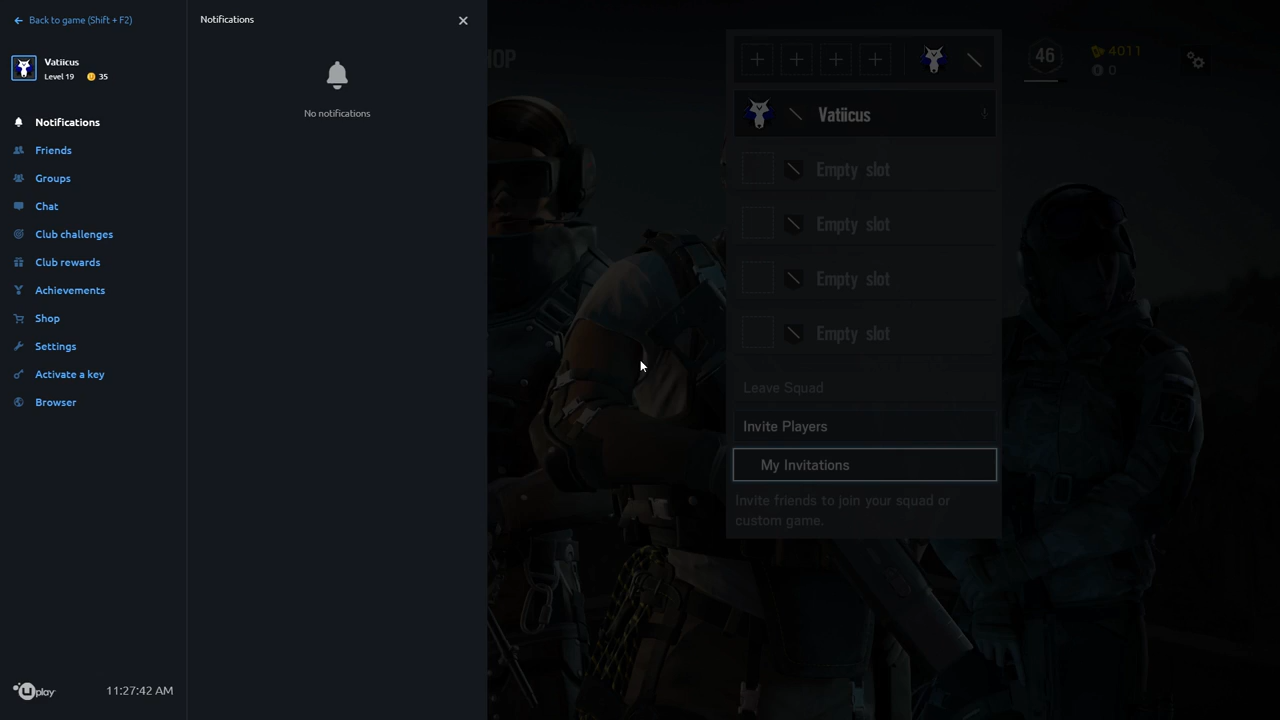 Back to game (Shift + F2)
Vatiicus
Level 19
35
Notifications
Friends
Groups
Chat
Club challenges
Club rewards
Achievements
Shop
Settings
Activate a key
Browser
uplay
11:27:42 AM
Notifications
No notifications
HOP
46
4011
0
Vatiicus
Empty slot
Empty slot
Empty slot
Empty slot
Leave Squad
Invite Players
My Invitations
Invite friends to join your squad or
custom game.